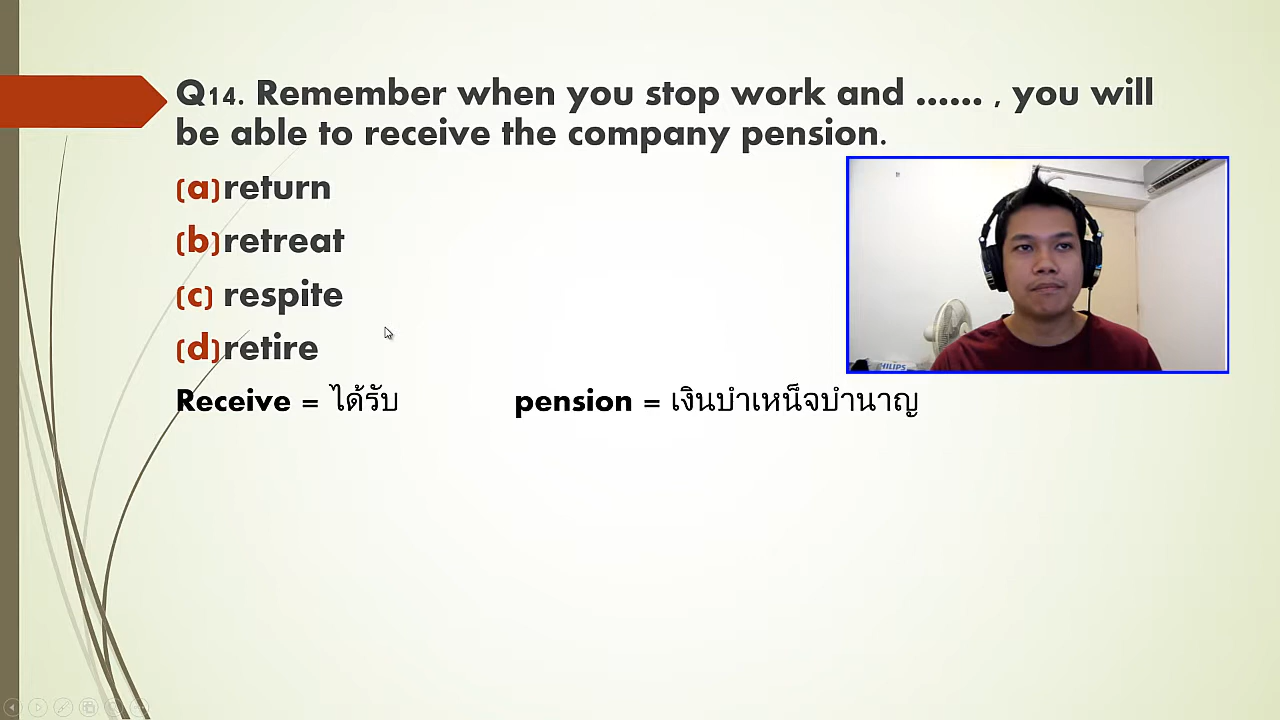 Q14. Remember when you stop work and ...... , you will
be able to receive the company pension.
(a)return
(b)retreat
(c) respite
(d)retire
Receive = ได้รับ pension = เงินบำเหน็จบำนาญ
PHILIPS